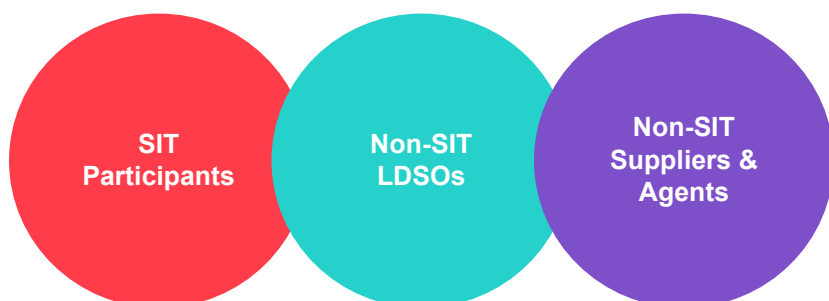 SIT
Participants
Non-SIT
LDSOs
Non-SIT
Suppliers &
Agents